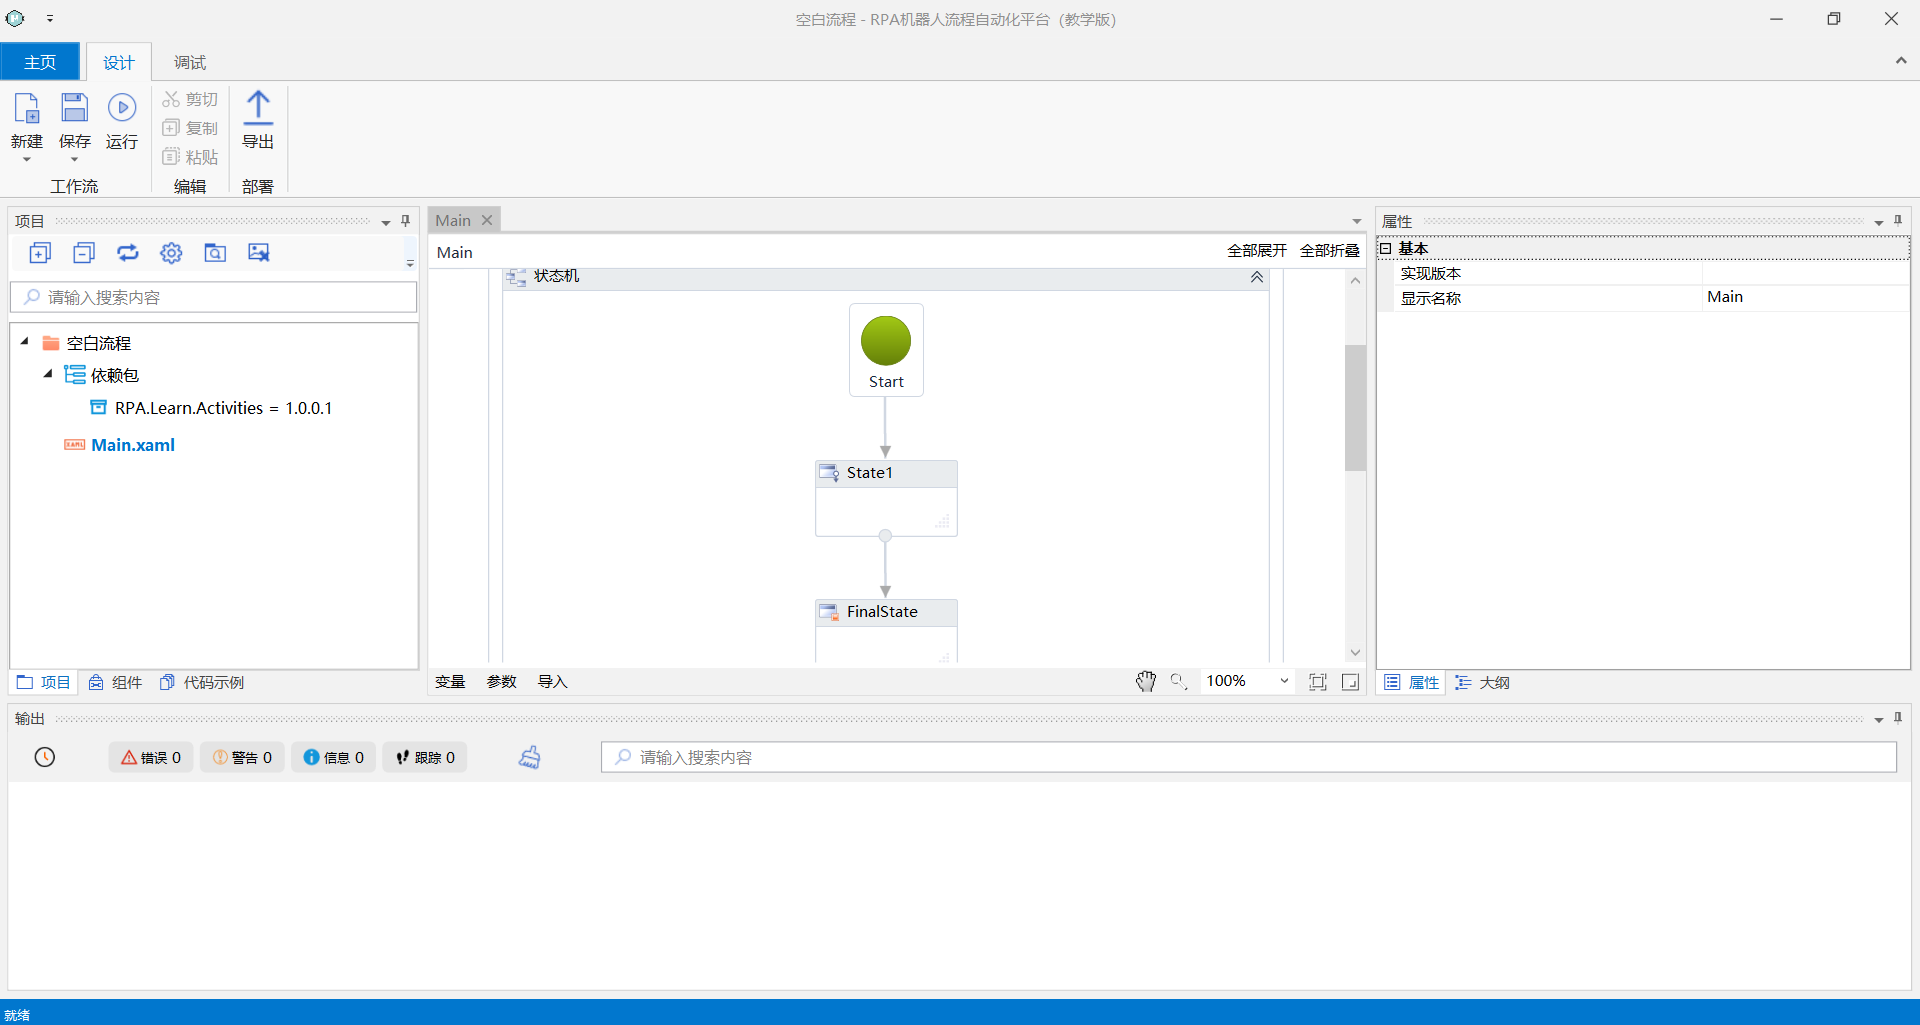 空白流程 - RPA机器人流程自动化平台（教学版）
主页
设计
调试
新建
保存
运行
剪切
复制
粘贴
导出
工作流
编辑
部署
项目
请输入搜索内容
空白流程
依赖包
RPA.Learn.Activities = 1.0.0.1
XAML Main.xaml
项目
组件
代码示例
Main
Main
全部展开
全部折叠
状态机
Start
State1
FinalState
变量
参数
导入
100%
属性
基本
实现版本
显示名称
Main
属性
大纲
输出
错误 0
警告 0
信息 0
跟踪 0
请输入搜索内容
就绪